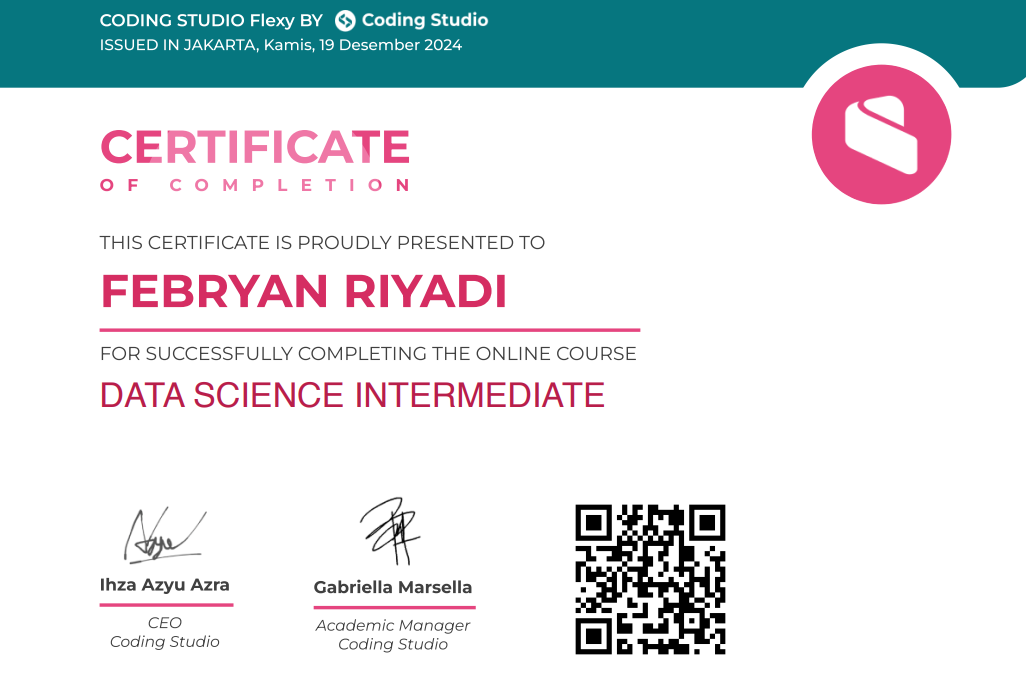 CODING STUDIO Flexy BY Coding Studio
ISSUED IN JAKARTA, Kamis, 19 Desember 2024
CERTIFICATE
OF COMPLETION
THIS CERTIFICATE IS PROUDLY PRESENTED TO
FEBRYAN RIYADI
FOR SUCCESSFULLY COMPLETING THE ONLINE COURSE
DATA SCIENCE INTERMEDIATE
Ihza Azyu Azra
CEO
Coding Studio
Gabriella Marsella
Academic Manager
Coding Studio